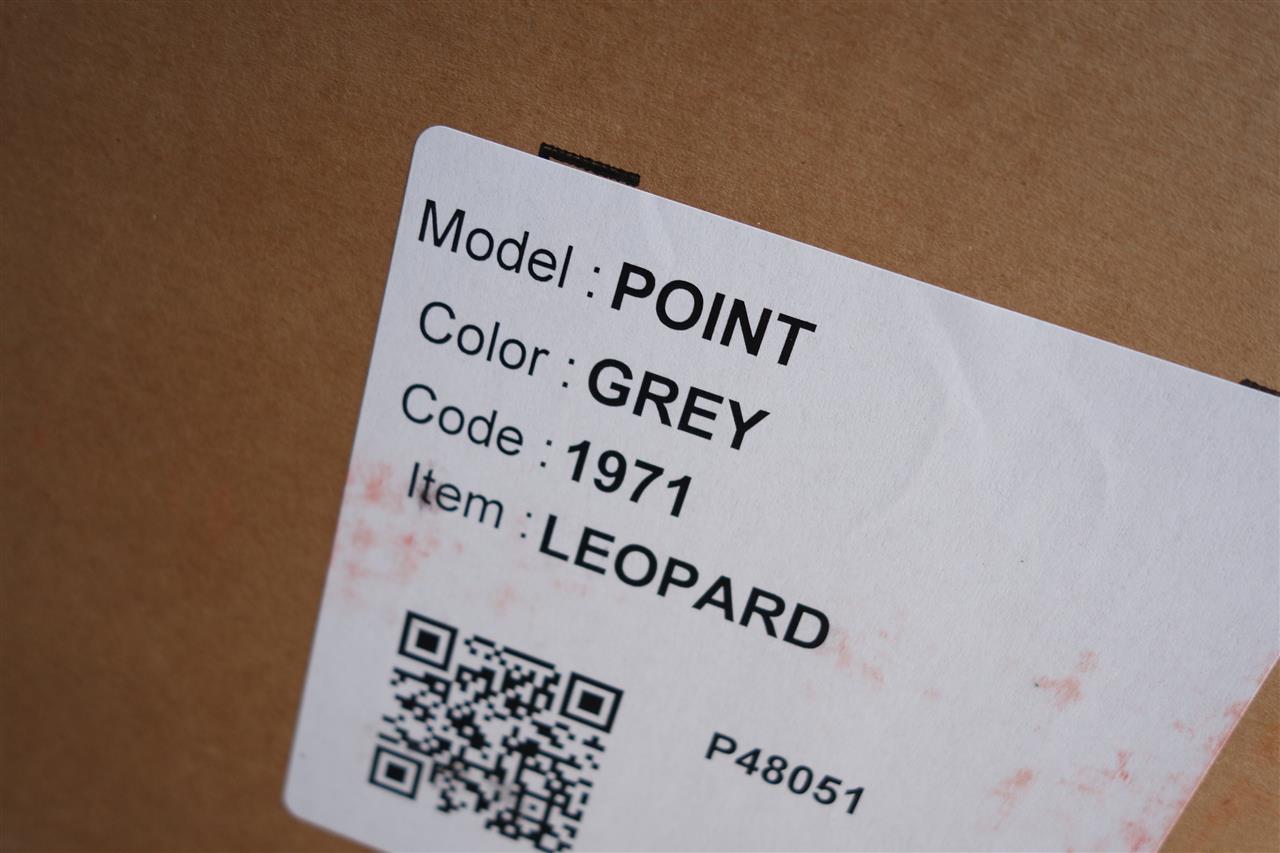 Model : POINT
Color : GREY
Code : 1971
Item : LEOPARD
P48051